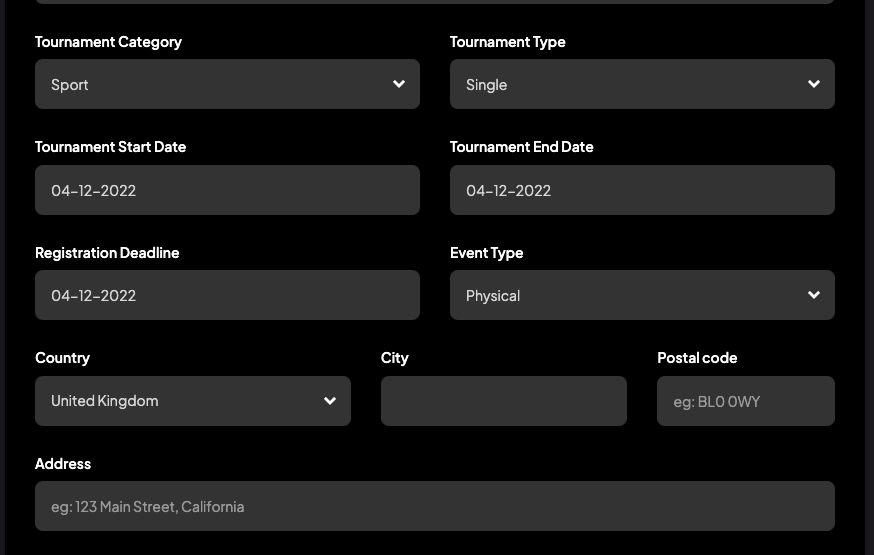 Tournament Category
Tournament Type
Sport
Single
Tournament Start Date
Tournament End Date
04-12-2022
04-12-2022
Registration Deadline
Event Type
04-12-2022
Physical
Country
City
Postal code
United Kingdom
eg: BL0 0WY
Address
eg: 123 Main Street, California